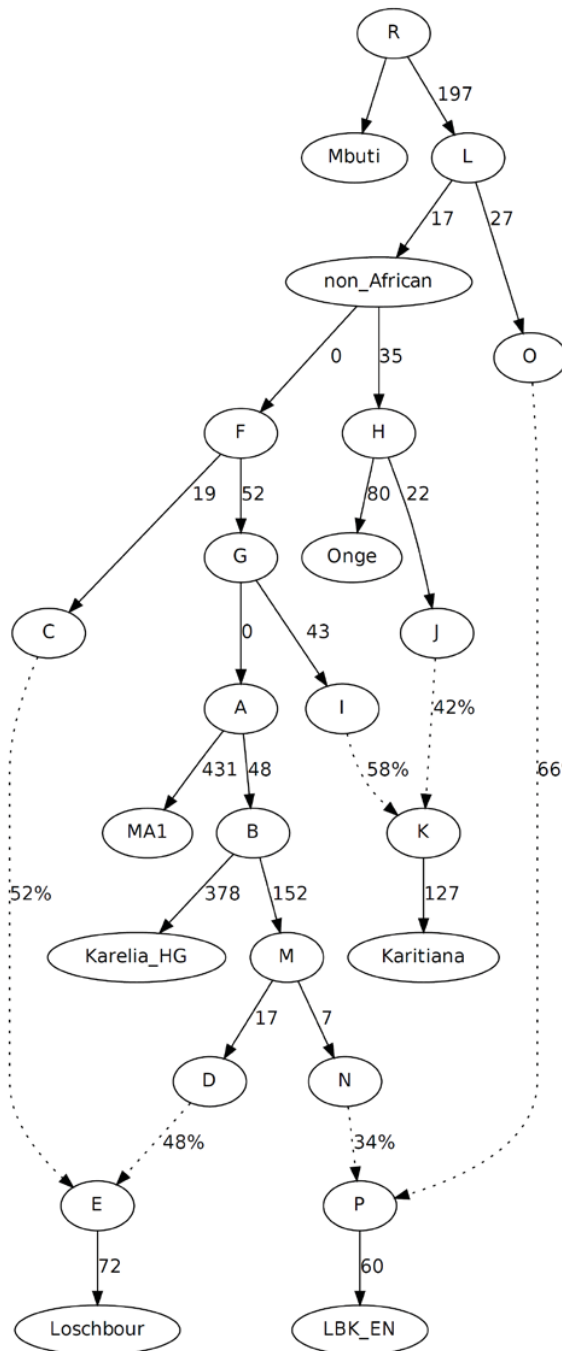 R
197
Mbuti
L
17
27
non_African
0
35
O
F
H
19
52
80
22
G
Onge
C
0
43
J
A
I
42%
431
48
58%
66%
MA1
B
K
52%
378
152
127
Karelia_HG
M
Karitiana
17
7
D
N
48%
34%
E
P
72
60
Loschbour
LBK_EN